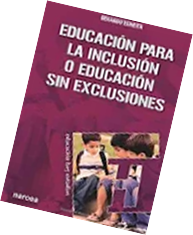 EDUCACIÓN PARA
LA INCLUSIÓN
O EDUCACIÓN
SIN EXCLUSIONES
narcea